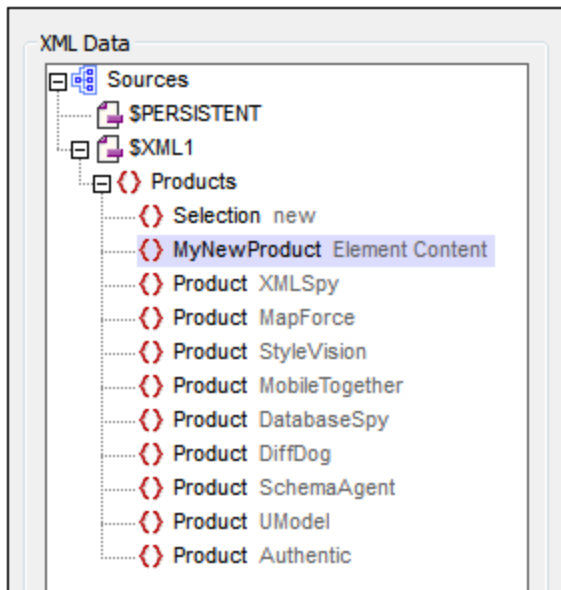 XML Data
Sources
$PERSISTENT
$XML1
{} Products
{} Selection new
{} MyNewProduct Element Content
{} Product XMLSpy
{} Product MapForce
{} Product StyleVision
{} Product MobileTogether
{} Product DatabaseSpy
{} Product DiffDog
{} Product SchemaAgent
{} Product UModel
{} Product Authentic